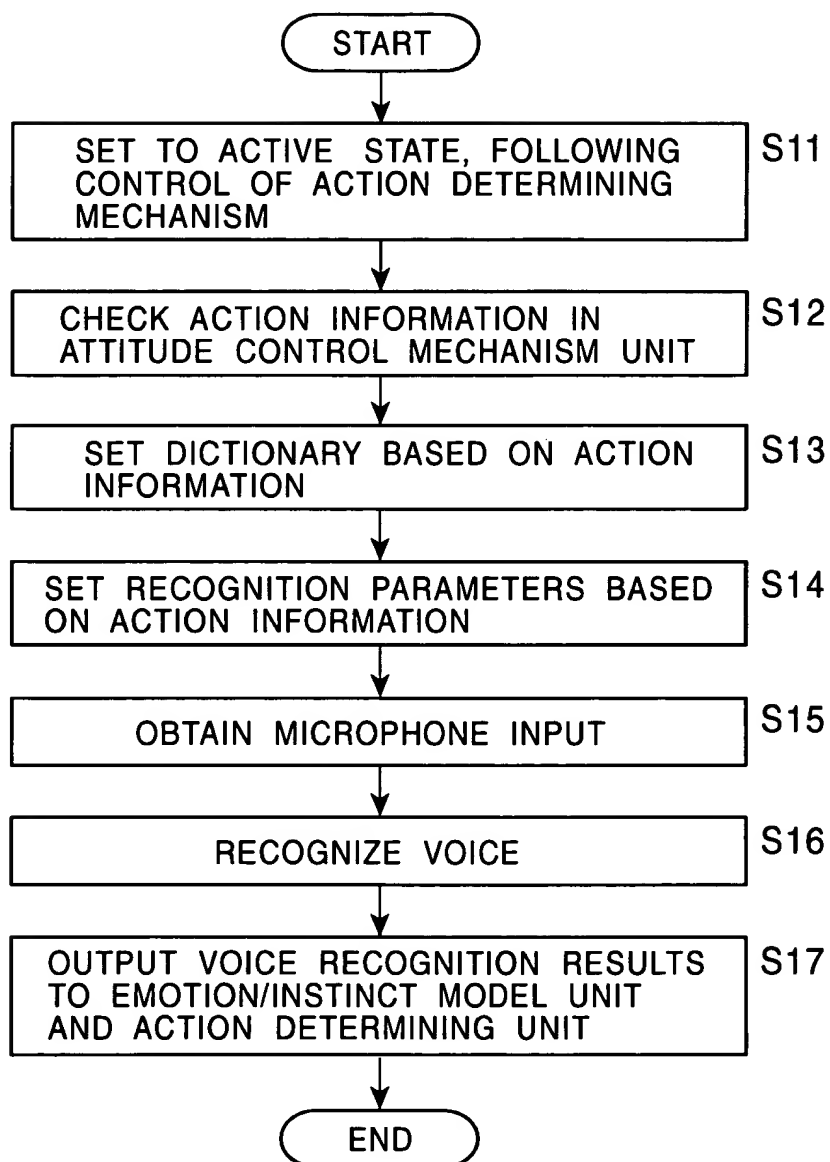 START
SET TO ACTIVE STATE, FOLLOWING
CONTROL OF ACTION DETERMINING
MECHANISM
S11
CHECK ACTION INFORMATION IN
ATTITUDE CONTROL MECHANISM UNIT
S12
SET DICTIONARY BASED ON ACTION
INFORMATION
S13
SET RECOGNITION PARAMETERS BASED
ON ACTION INFORMATION
S14
OBTAIN MICROPHONE INPUT
S15
RECOGNIZE VOICE
S16
OUTPUT VOICE RECOGNITION RESULTS
TO EMOTION/INSTINCT MODEL UNIT
AND ACTION DETERMINING UNIT
S17
END